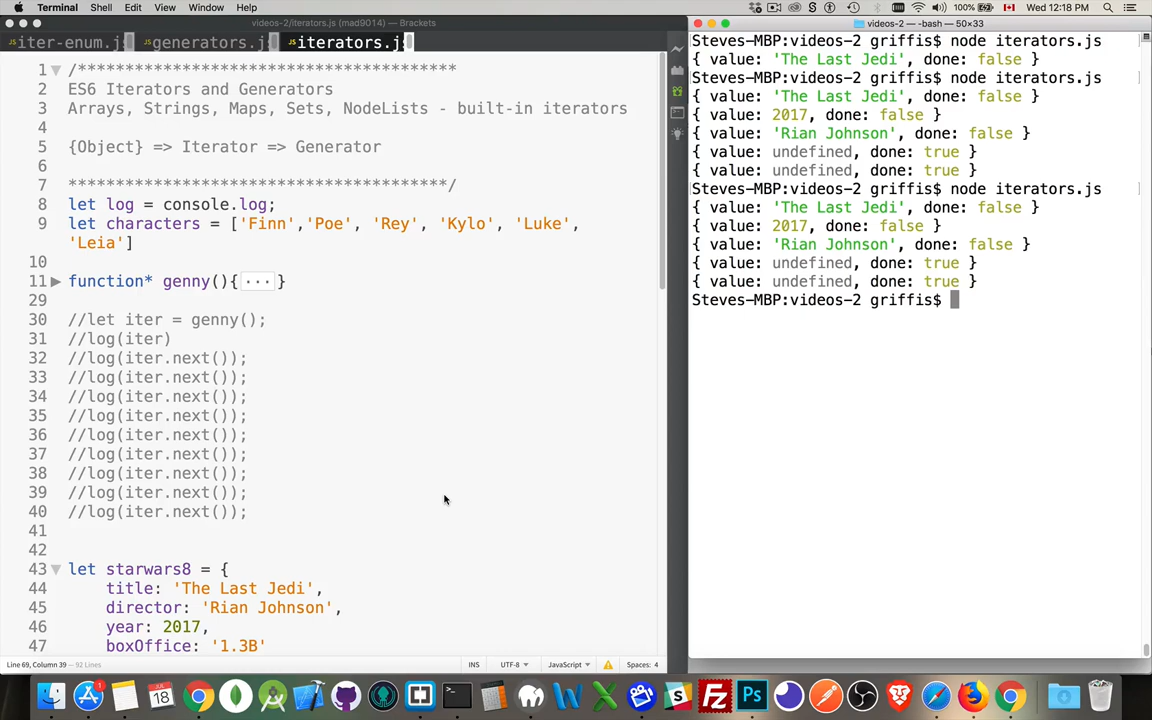 Terminal Shell Edit View Window Help
100% Wed 12:18 PM
videos-2/iterators.js (mad9014) — Brackets
iter-enum.js generators.js iterators.js
1 /****************************************
2 ES6 Iterators and Generators
3 Arrays, Strings, Maps, Sets, NodeLists - built-in iterators
4
5 {Object} => Iterator => Generator
6
7 ****************************************/
8 let log = console.log;
9 let characters = ['Finn','Poe', 'Rey', 'Kylo', 'Luke',
'Leia']
10
11 function* genny(){...}
29
30 //let iter = genny();
31 //log(iter)
32 //log(iter.next());
33 //log(iter.next());
34 //log(iter.next());
35 //log(iter.next());
36 //log(iter.next());
37 //log(iter.next());
38 //log(iter.next());
39 //log(iter.next());
40 //log(iter.next());
41
42
43 let starwars8 = {
44 title: 'The Last Jedi',
45 director: 'Rian Johnson',
46 year: 2017,
47 boxOffice: '1.3B'
Line 69, Column 39 — 92 Lines
INS UTF-8 JavaScript Spaces: 4
videos-2 — -bash — 50×33
Steves-MBP:videos-2 griffis$ node iterators.js
{ value: 'The Last Jedi', done: false }
Steves-MBP:videos-2 griffis$ node iterators.js
{ value: 'The Last Jedi', done: false }
{ value: 2017, done: false }
{ value: 'Rian Johnson', done: false }
{ value: undefined, done: true }
{ value: undefined, done: true }
Steves-MBP:videos-2 griffis$ node iterators.js
{ value: 'The Last Jedi', done: false }
{ value: 2017, done: false }
{ value: 'Rian Johnson', done: false }
{ value: undefined, done: true }
{ value: undefined, done: true }
Steves-MBP:videos-2 griffis$